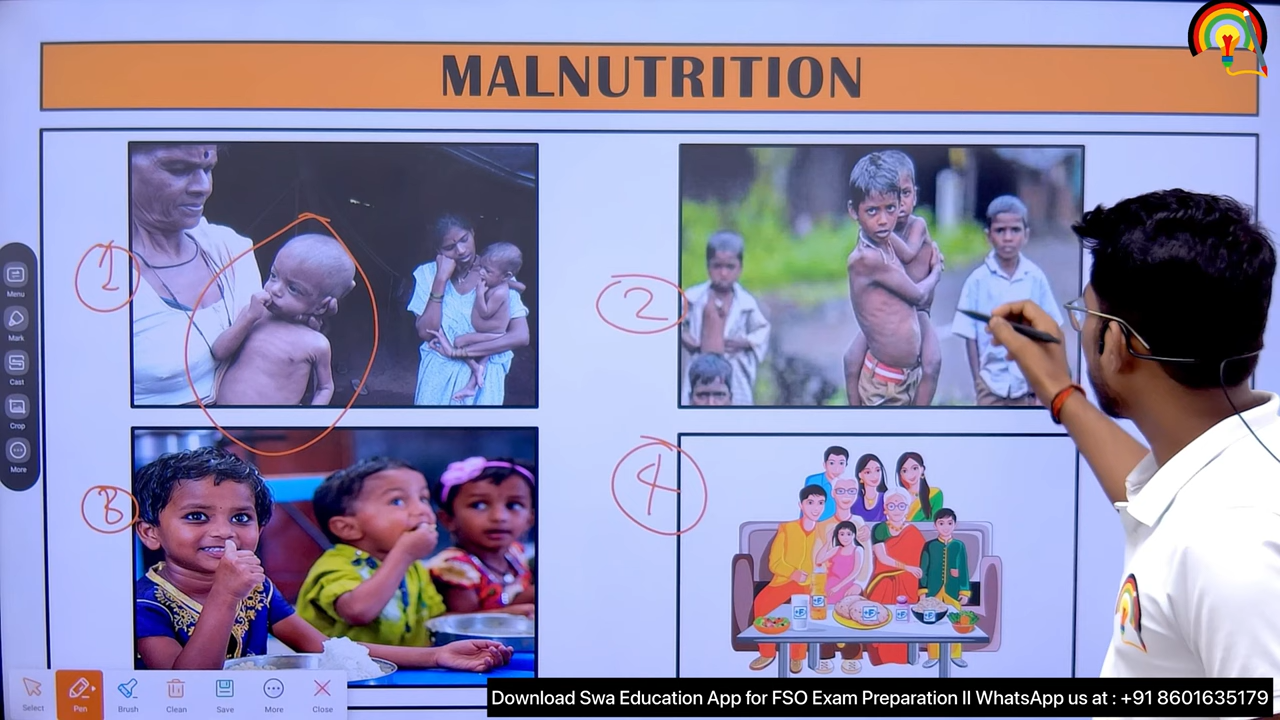 MALNUTRITION
1
2
3
4
+F
+F
+F
+F
+F
Menu
Mark
Cast
Crop
More
Select
Pen
Brush
Clean
Save
More
Close
Download Swa Education App for FSO Exam Preparation II WhatsApp us at : +91 8601635179